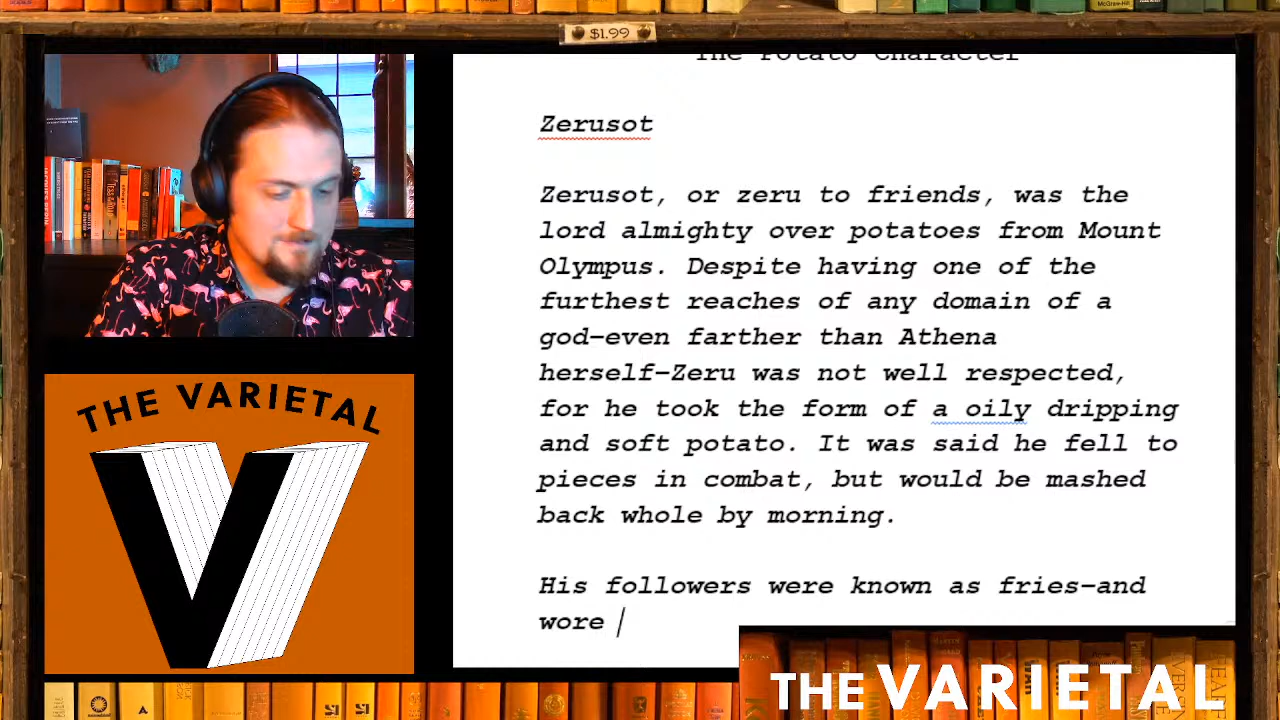 McGraw-Hill
$1.99
The Potato Character
Zerusot
Zerusot, or zeru to friends, was the
lord almighty over potatoes from Mount
Olympus. Despite having one of the
furthest reaches of any domain of a
god—even farther than Athena
herself—Zeru was not well respected,
for he took the form of a oily dripping
and soft potato. It was said he fell to
pieces in combat, but would be mashed
back whole by morning.
His followers were known as fries—and
wore
THE VARIETAL
V
THE VARIETAL